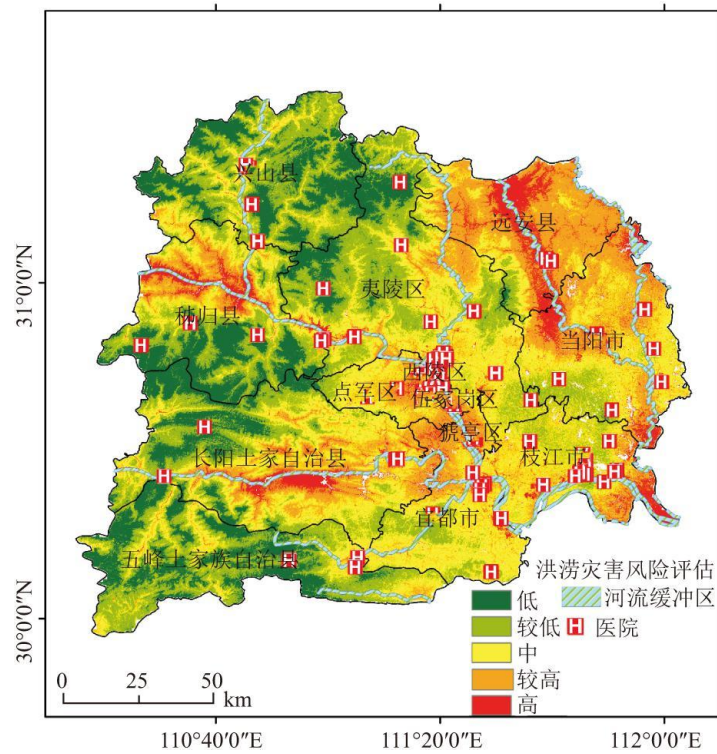 兴山县
远安县
31°0′0″N
夷陵区
秭归县
当阳市
西陵区
点军区
伍家岗区
猇亭区
长阳土家自治县
枝江市
宜都市
五峰土家族自治县
洪涝灾害风险评估
低
河流缓冲区
较低
H
医院
中
较高
高
30°0′0″N
0
25
50
km
110°40′0″E
111°20′0″E
112°0′0″E